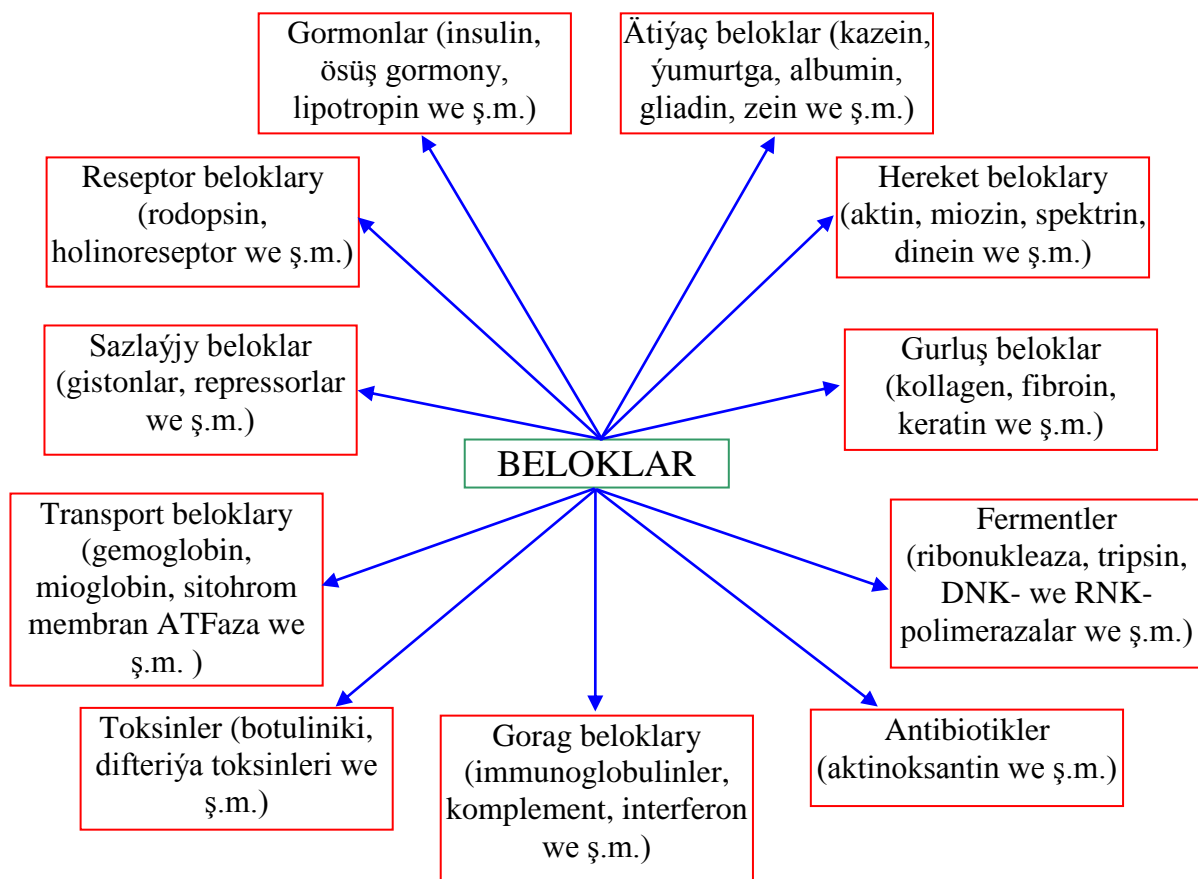 Gormonlar (insulin,
ösüş gormony,
lipotropin we ş.m.)
Ätiýaç beloklar (kazein,
ýumurtga, albumin,
gliadin, zein we ş.m.)
Reseptor beloklary
(rodopsin,
holinoreseptor we ş.m.)
Hereket beloklary
(aktin, miozin, spektrin,
dinein we ş.m.)
Sazlaýjy beloklar
(gistonlar, repressorlar
we ş.m.)
Gurluş beloklar
(kollagen, fibroin,
keratin we ş.m.)
BELOKLAR
Transport beloklary
(gemoglobin,
mioglobin, sitohrom
membran ATFaza we
ş.m. )
Fermentler
(ribonukleaza, tripsin,
DNK- we RNK-
polimerazalar we ş.m.)
Toksinler (botuliniki,
difteriýa toksinleri we
ş.m.)
Gorag beloklary
(immunoglobulinler,
komplement, interferon
we ş.m.)
Antibiotikler
(aktinoksantin we ş.m.)